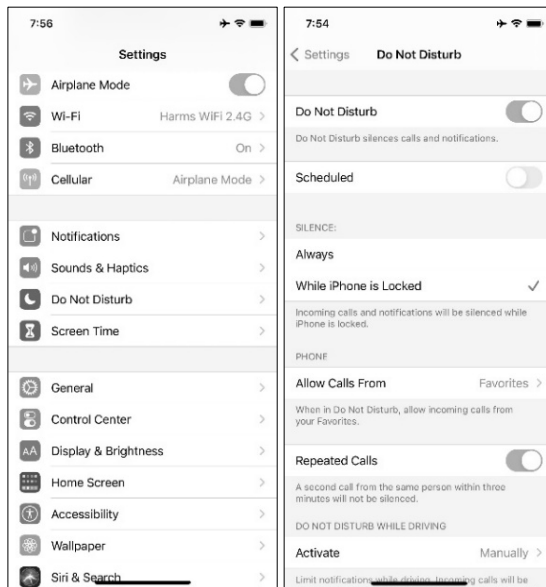 7:56
Settings
Airplane Mode
Wi-Fi Harms WiFi 2.4G
Bluetooth On
Cellular Airplane Mode
Notifications
Sounds & Haptics
Do Not Disturb
Screen Time
General
Control Center
AA Display & Brightness
Home Screen
Accessibility
Wallpaper
Siri & Search
7:54
Settings Do Not Disturb
Do Not Disturb
Do Not Disturb silences calls and notifications.
Scheduled
SILENCE:
Always
While iPhone is Locked
Incoming calls and notifications will be silenced while
iPhone is locked.
PHONE
Allow Calls From Favorites
When in Do Not Disturb, allow incoming calls from
your Favorites.
Repeated Calls
A second call from the same person within three
minutes will not be silenced.
DO NOT DISTURB WHILE DRIVING
Activate Manually
Limit notifications while driving. Incoming calls will be